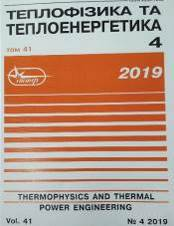 ТЕПЛОФІЗИКА ТА
ТЕПЛОЕНЕРГЕТИКА
том 41
4
2019
THERMOPHYSICS AND THERMAL
POWER ENGINEERING
Vol. 41
№ 4 2019